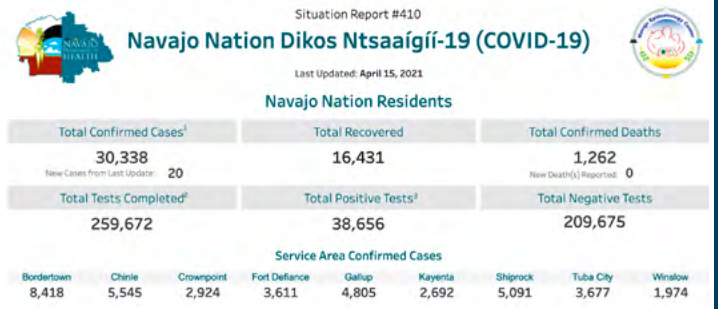 Situation Report #410
Navajo Nation Dikos Ntsaaígíí-19 (COVID-19)
Last Updated: April 15, 2021
Navajo Nation Residents
Total Confirmed Cases¹ Total Recovered Total Confirmed Deaths
30,338 16,431 1,262
New Cases from Last Update: 20 New Death(s) Reported: 0
Total Tests Completed² Total Positive Tests³ Total Negative Tests
259,672 38,656 209,675
Service Area Confirmed Cases
Bordertown Chinle Crownpoint Fort Defiance Gallup Kayenta Shiprock Tuba City Winslow
8,418 5,545 2,924 3,611 4,805 2,692 5,091 3,677 1,974
NAVAJO
HEALTH